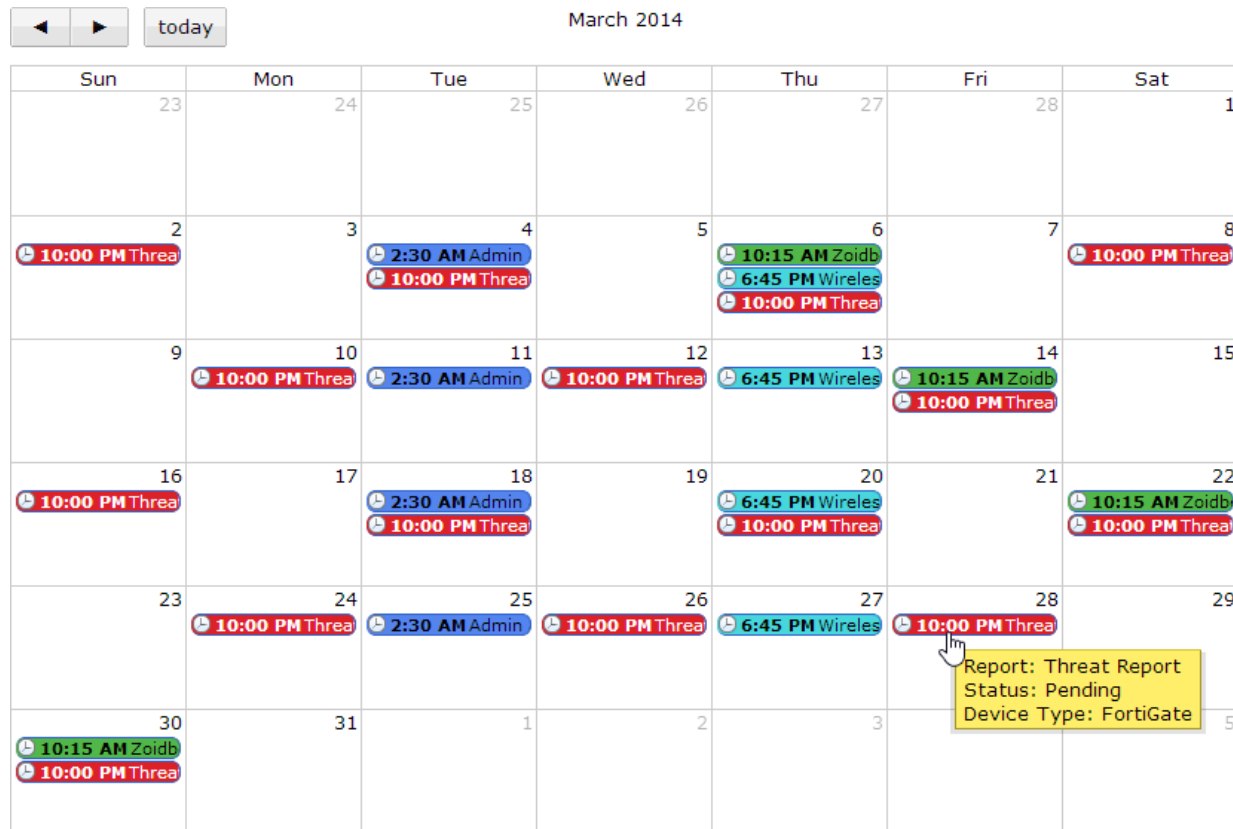 today
March 2014
Sun Mon Tue Wed Thu Fri Sat
23 24 25 26 27 28 1
2 3 4 5 6 7 8
10:00 PM Threa 2:30 AM Admin 10:15 AM Zoidb 10:00 PM Threa
10:00 PM Threa 6:45 PM Wireles
10:00 PM Threa
9 10 11 12 13 14 15
10:00 PM Threa 2:30 AM Admin 10:00 PM Threa 6:45 PM Wireles 10:15 AM Zoidb
10:00 PM Threa
16 17 18 19 20 21 22
10:00 PM Threa 2:30 AM Admin 6:45 PM Wireles 10:15 AM Zoidb
10:00 PM Threa 10:00 PM Threa 10:00 PM Threa
23 24 25 26 27 28 29
10:00 PM Threa 2:30 AM Admin 10:00 PM Threa 6:45 PM Wireles 10:00 PM Threa
Report: Threat Report
Status: Pending
Device Type: FortiGate
30 31 1 2 3 5
10:15 AM Zoidb
10:00 PM Threa